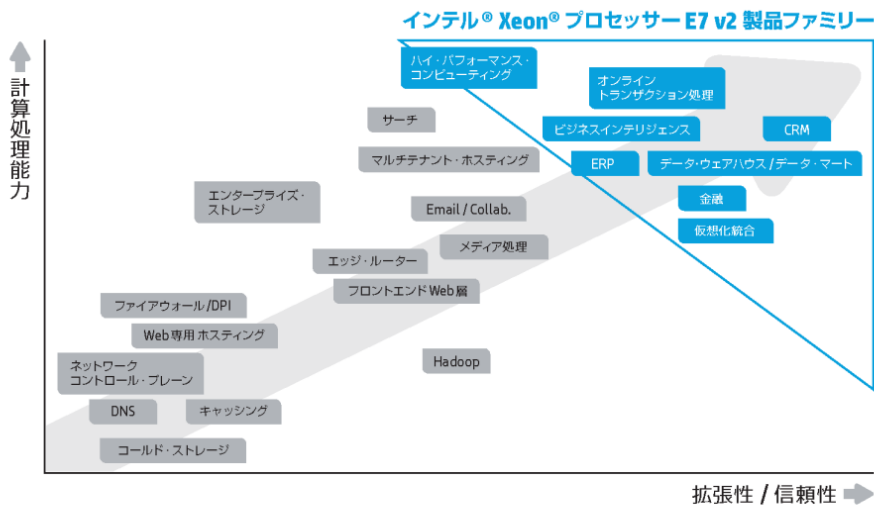 インテル® Xeon® プロセッサー E7 v2 製品ファミリー
計算処理能力
ハイ・パフォーマンス・
コンピューティング
オンライン
トランザクション処理
サーチ
ビジネスインテリジェンス
CRM
マルチテナント・ホスティング
ERP
データ・ウェアハウス / データ・マート
エンタープライズ・
ストレージ
金融
Email / Collab.
仮想化統合
メディア処理
エッジ・ルーター
フロントエンド Web 層
ファイアウォール /DPI
Web 専用 ホスティング
Hadoop
ネットワーク
コントロール・プレーン
DNS
キャッシング
コールド・ストレージ
拡張性 / 信頼性